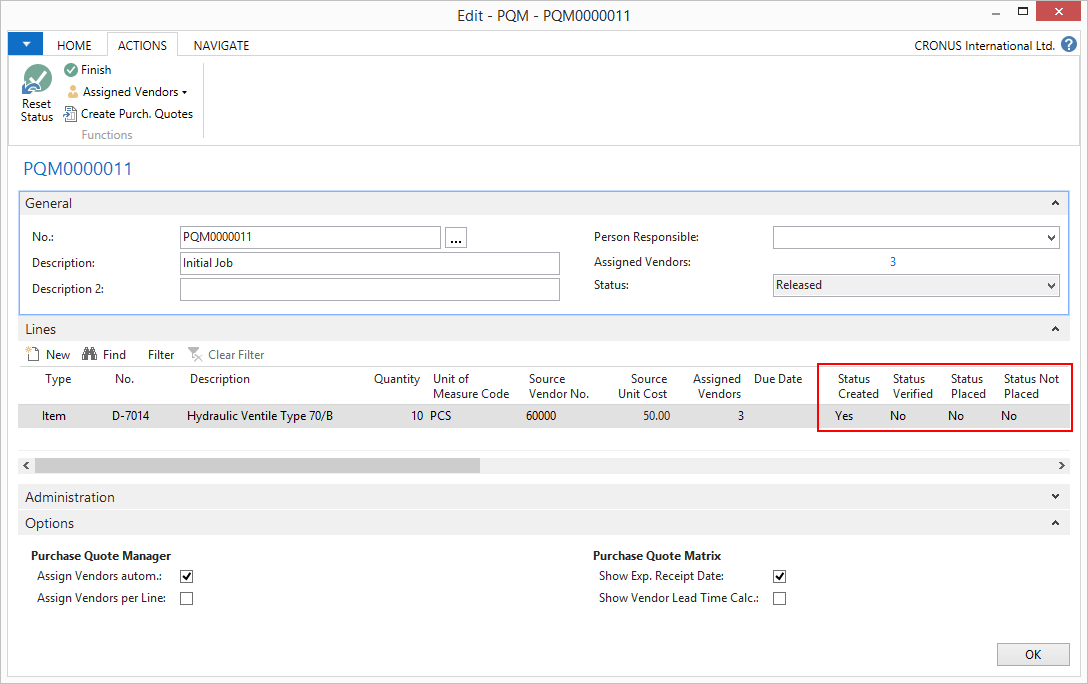 Edit - PQM - PQM0000011
HOME ACTIONS NAVIGATE CRONUS International Ltd. ?
Reset Status
Finish
Assigned Vendors
Create Purch. Quotes
Functions
PQM0000011
General
No.: PQM0000011 ... Person Responsible:
Description: Initial Job Assigned Vendors: 3
Description 2: Status: Released
Lines
New Find Filter Clear Filter
Type No. Description Quantity Unit of Measure Code Source Vendor No. Source Unit Cost Assigned Vendors Due Date Status Created Status Verified Status Placed Status Not Placed
Item D-7014 Hydraulic Ventile Type 70/B 10 PCS 60000 50.00 3 Yes No No No
Administration
Options
Purchase Quote Manager Purchase Quote Matrix
Assign Vendors autom.: Show Exp. Receipt Date:
Assign Vendors per Line: Show Vendor Lead Time Calc.:
OK